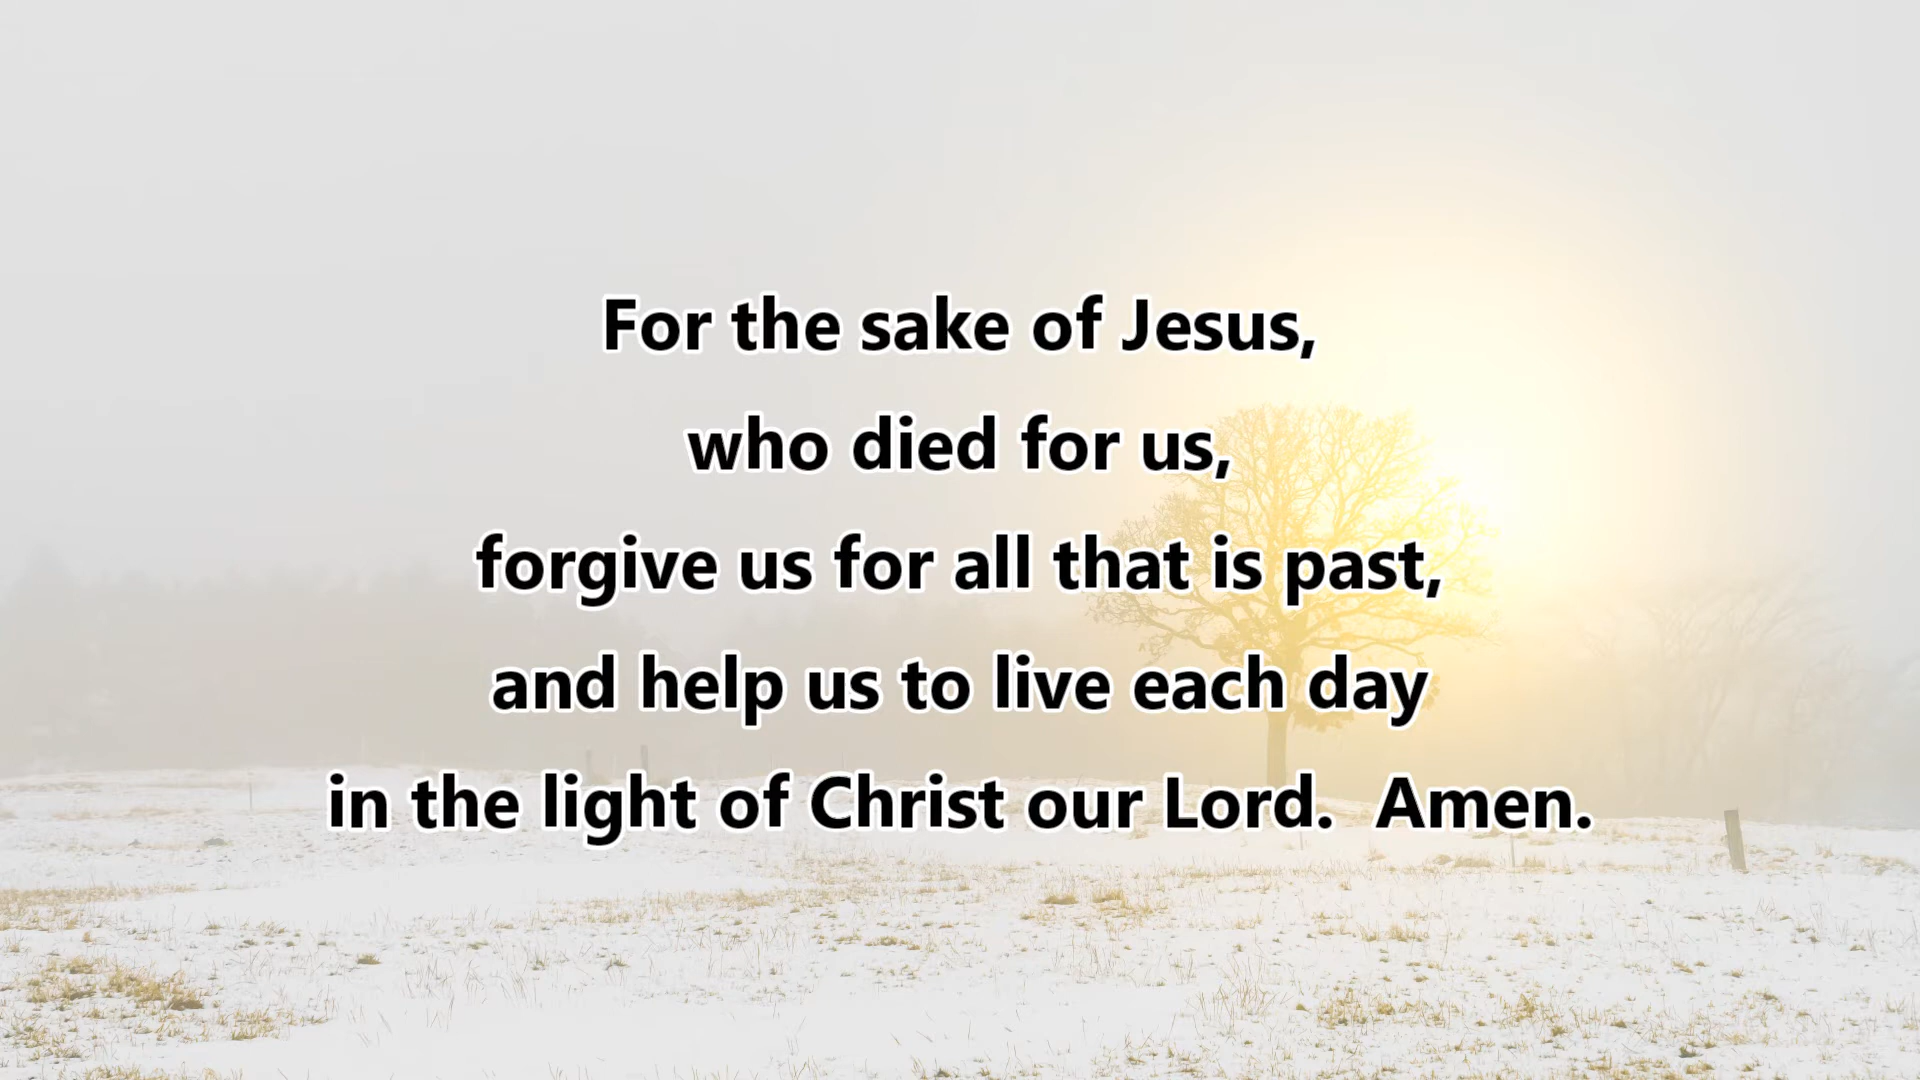 For the sake of Jesus,
who died for us,
forgive us for all that is past,
and help us to live each day
in the light of Christ our Lord.  Amen.